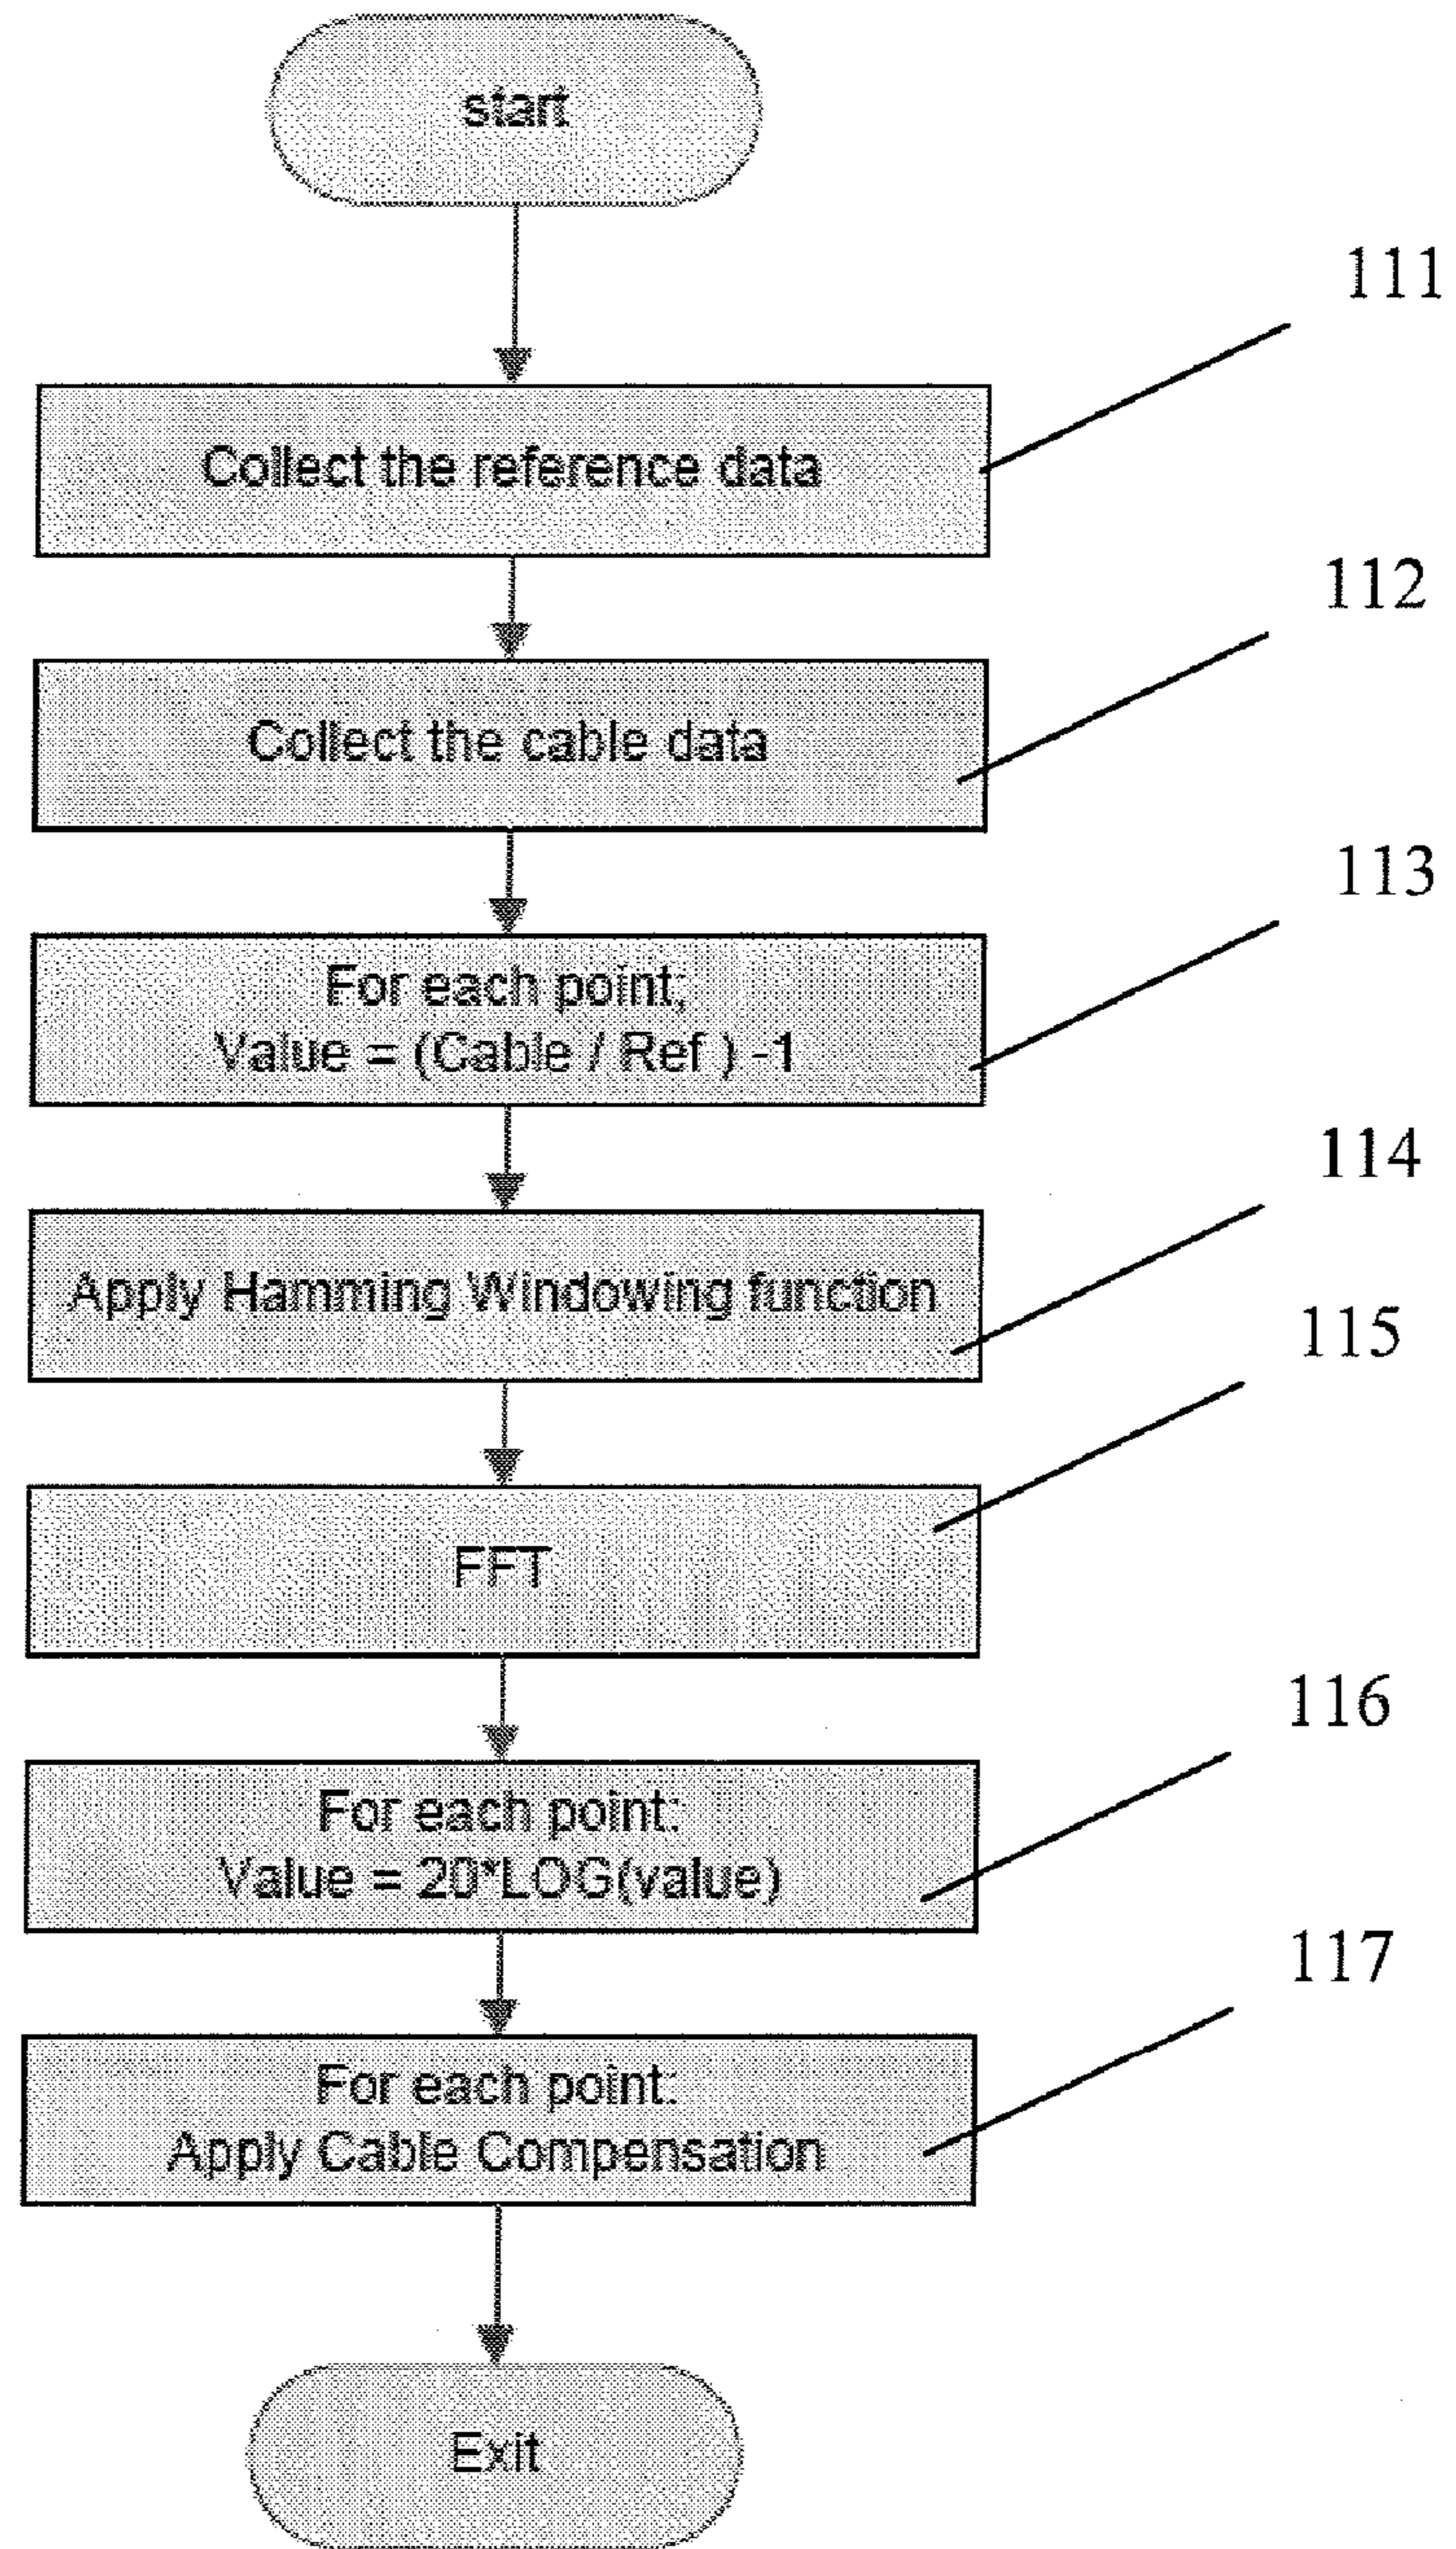 start
111
Collect the reference data
112
Collect the cable data
113
For each point;
Value = (Cable / Ref ) -1
114
Apply Hamming Windowing function
115
FFT
116
For each point:
Value = 20*LOG(value)
117
For each point:
Apply Cable Compensation
Exit